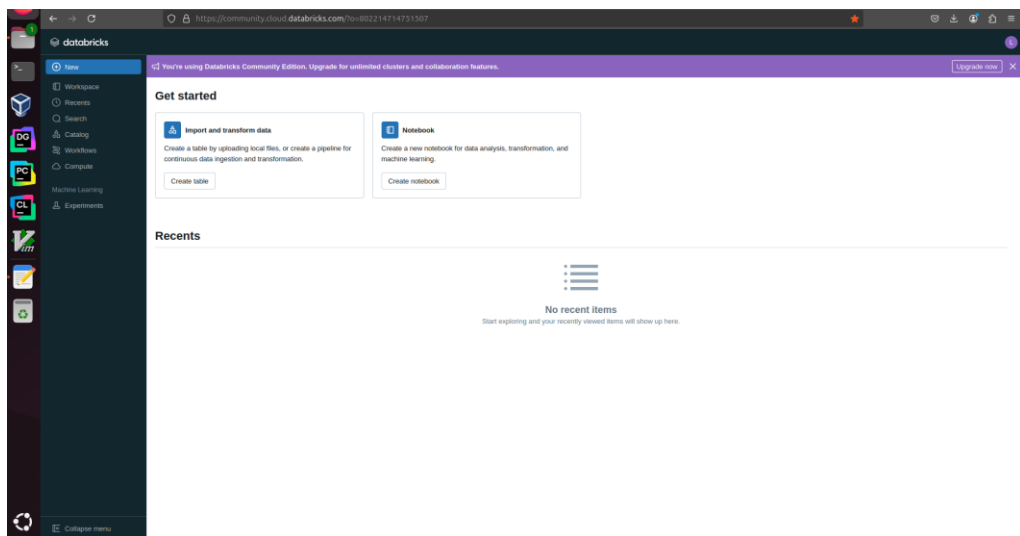 1
https://community.cloud.databricks.com/?o=802214714751507
databricks
L
New
You're using Databricks Community Edition. Upgrade for unlimited clusters and collaboration features.
Upgrade now
Workspace
Recents
Search
Catalog
Workflows
Compute
Machine Learning
Experiments
Collapse menu
Get started
Import and transform data
Create a table by uploading local files, or create a pipeline for
continuous data ingestion and transformation.
Create table
Notebook
Create a new notebook for data analysis, transformation, and
machine learning.
Create notebook
Recents
No recent items
Start exploring and your recently viewed items will show up here.
DG
PC
CL
Vim